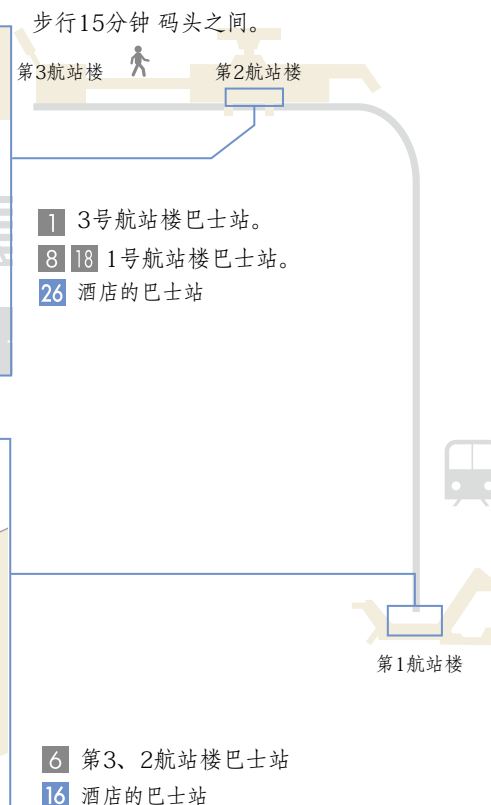 步行15分钟 码头之间。
第3航站楼
第2航站楼
1 3号航站楼巴士站。
8 18 1号航站楼巴士站。
26 酒店的巴士站
第1航站楼
6 第3、2航站楼巴士站
16 酒店的巴士站